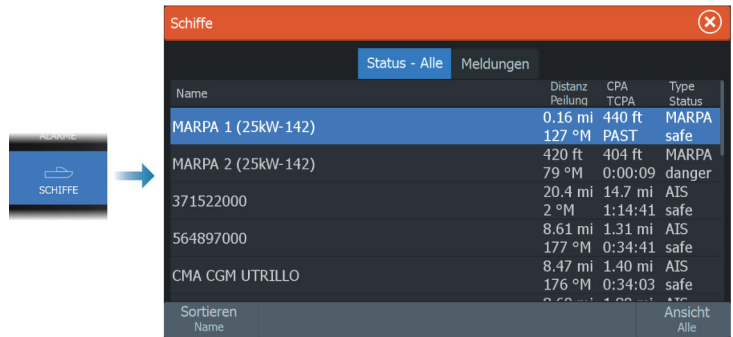 Schiffe
Status - Alle Meldungen
Name Distanz CPA Type
Peilung TCPA Status
MARPA 1 (25kW-142) 0.16 mi 440 ft MARPA
127 °M PAST safe
MARPA 2 (25kW-142) 420 ft 404 ft MARPA
79 °M 0:00:09 danger
371522000 20.4 mi 14.7 mi AIS
2 °M 1:14:41 safe
564897000 8.61 mi 1.31 mi AIS
177 °M 0:34:41 safe
CMA CGM UTRILLO 8.47 mi 1.40 mi AIS
176 °M 0:34:03 safe
ALARME
SCHIFFE
Sortieren Ansicht
Name Alle